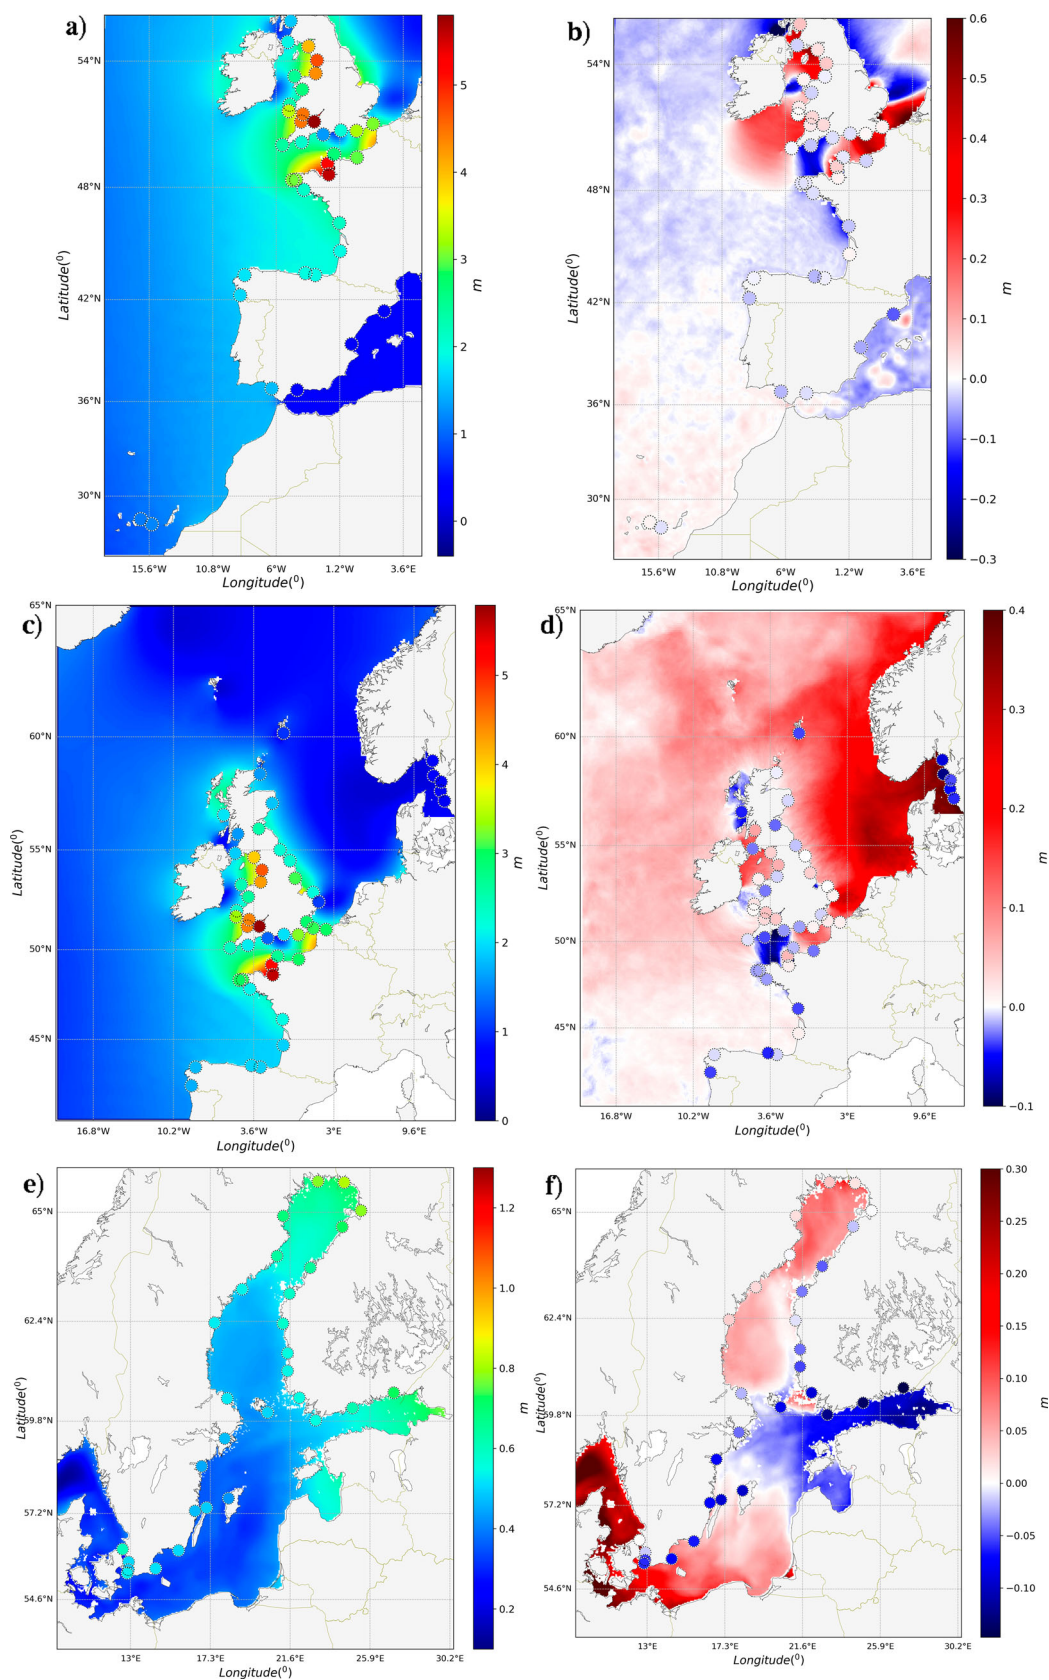 a)
54°N
48°N
42°N
36°N
30°N
Latitude(⁰)
15.6°W 10.8°W 6°W 1.2°W 3.6°E
Longitude(⁰)
5
4
3
2
1
0
m
b)
54°N
48°N
42°N
36°N
30°N
Latitude(⁰)
15.6°W 10.8°W 6°W 1.2°W 3.6°E
Longitude(⁰)
0.6
0.5
0.4
0.3
0.2
0.1
0.0
−0.1
−0.2
−0.3
m
c)
65°N
60°N
55°N
50°N
45°N
Latitude(⁰)
16.8°W 10.2°W 3.6°W 3°E 9.6°E
Longitude(⁰)
5
4
3
2
1
0
m
d)
65°N
60°N
55°N
50°N
45°N
Latitude(⁰)
16.8°W 10.2°W 3.6°W 3°E 9.6°E
Longitude(⁰)
0.4
0.3
0.2
0.1
0.0
−0.1
m
e)
65°N
62.4°N
59.8°N
57.2°N
54.6°N
Latitude(⁰)
13°E 17.3°E 21.6°E 25.9°E 30.2°E
Longitude(⁰)
1.2
1.0
0.8
0.6
0.4
0.2
m
f)
65°N
62.4°N
59.8°N
57.2°N
54.6°N
Latitude(⁰)
13°E 17.3°E 21.6°E 25.9°E 30.2°E
Longitude(⁰)
0.30
0.25
0.20
0.15
0.10
0.05
0.00
−0.05
−0.10
m